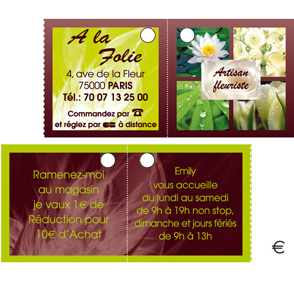 A la
Folie
4, ave de la Fleur
75000 PARIS
Tél.: 70 07 13 25 00
Commandez par ☎
et réglez par à distance
Artisan
fleuriste
Ramenez-moi
au magasin
je vaux 1€ de
Réduction pour
10€ d'Achat
Emily
vous accueille
du lundi au samedi
de 9h à 19h non stop,
dimanche et jours fériés
de 9h à 13h
€